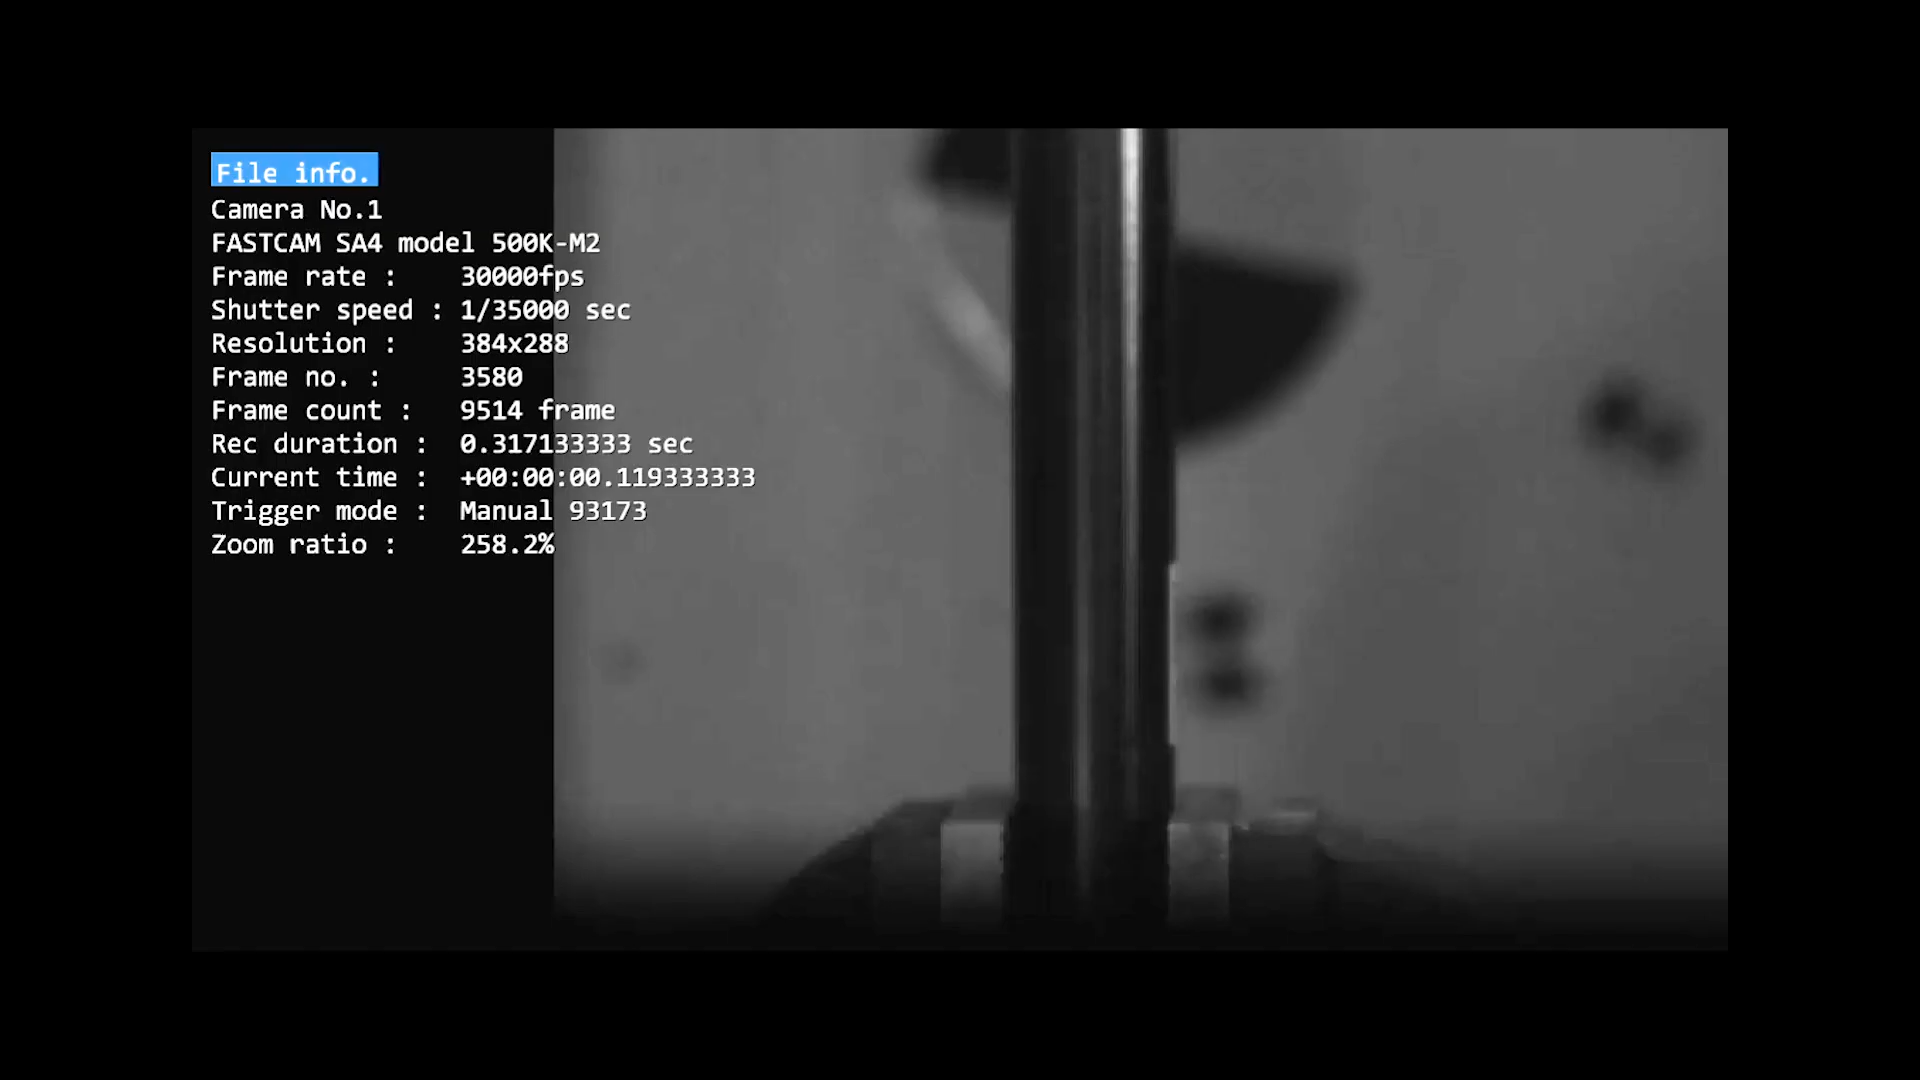 File info.
Camera No.1
FASTCAM SA4 model 500K-M2
Frame rate : 30000fps
Shutter speed : 1/35000 sec
Resolution : 384x288
Frame no. : 3580
Frame count : 9514 frame
Rec duration : 0.317133333 sec
Current time : +00:00:00.119333333
Trigger mode : Manual 93173
Zoom ratio : 258.2%